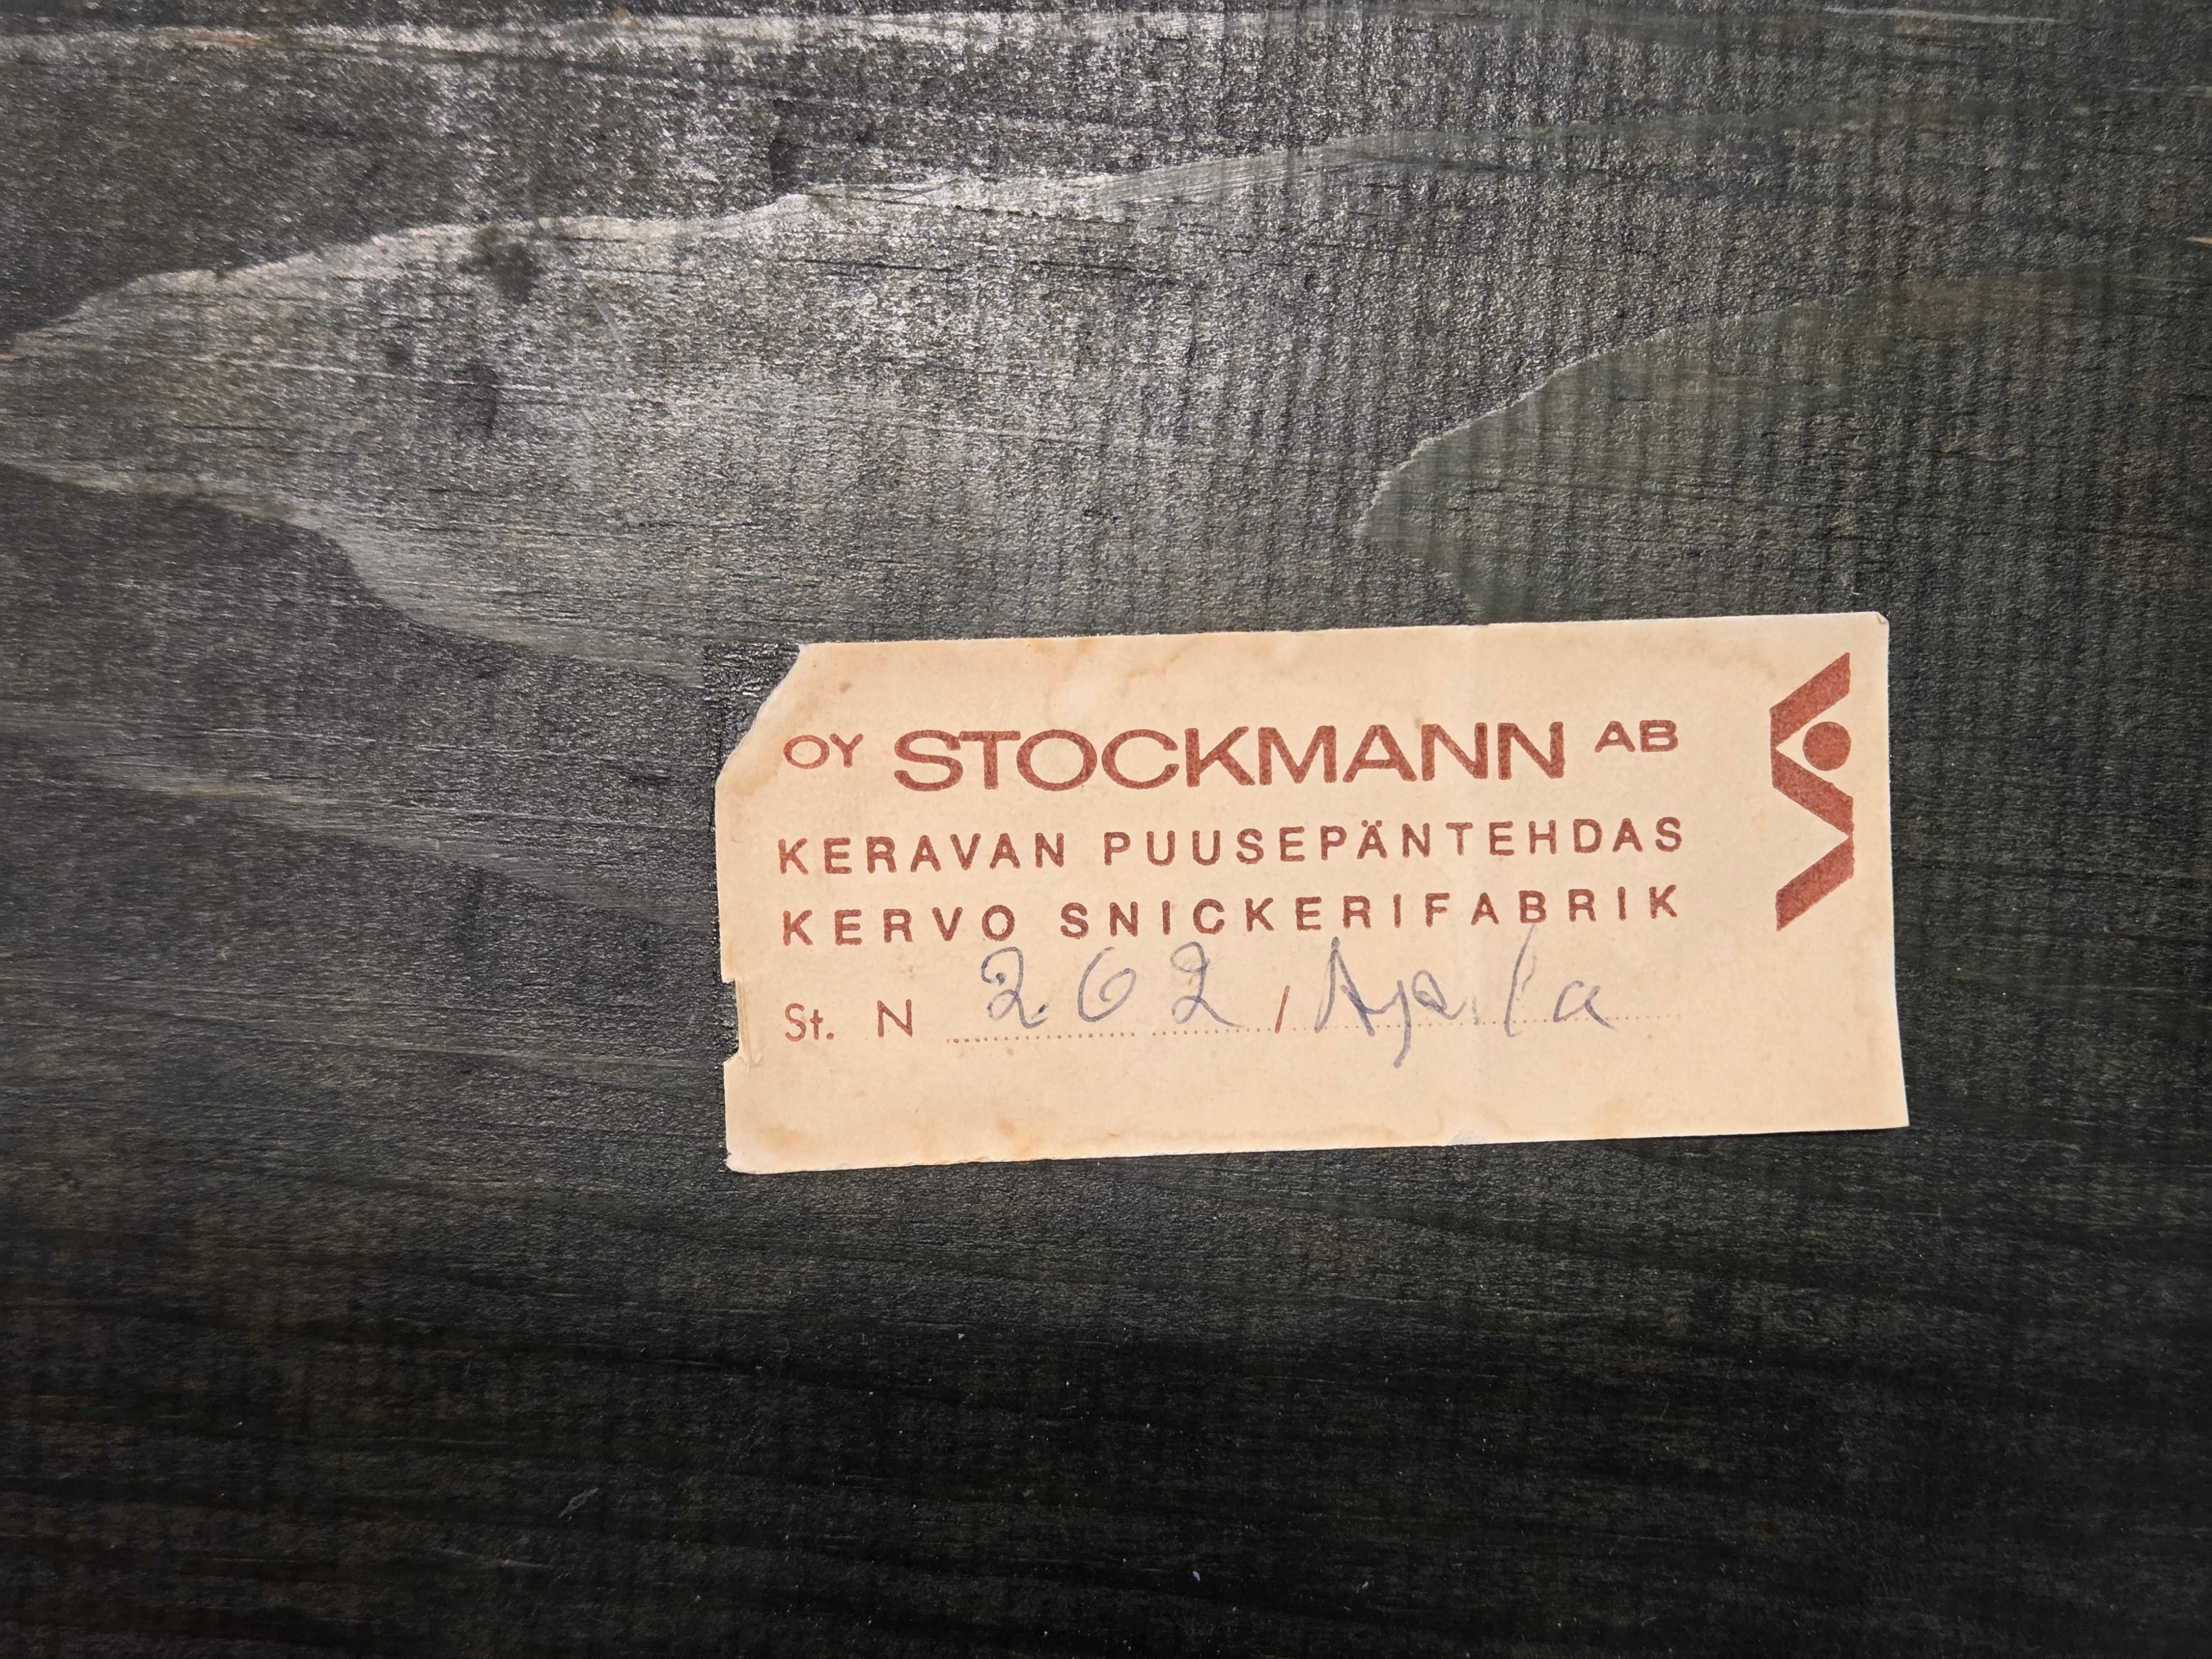 OY STOCKMANN AB
KERAVAN PUUSEPÄNTEHDAS
KERVO SNICKERIFABRIK
St. N 262 /